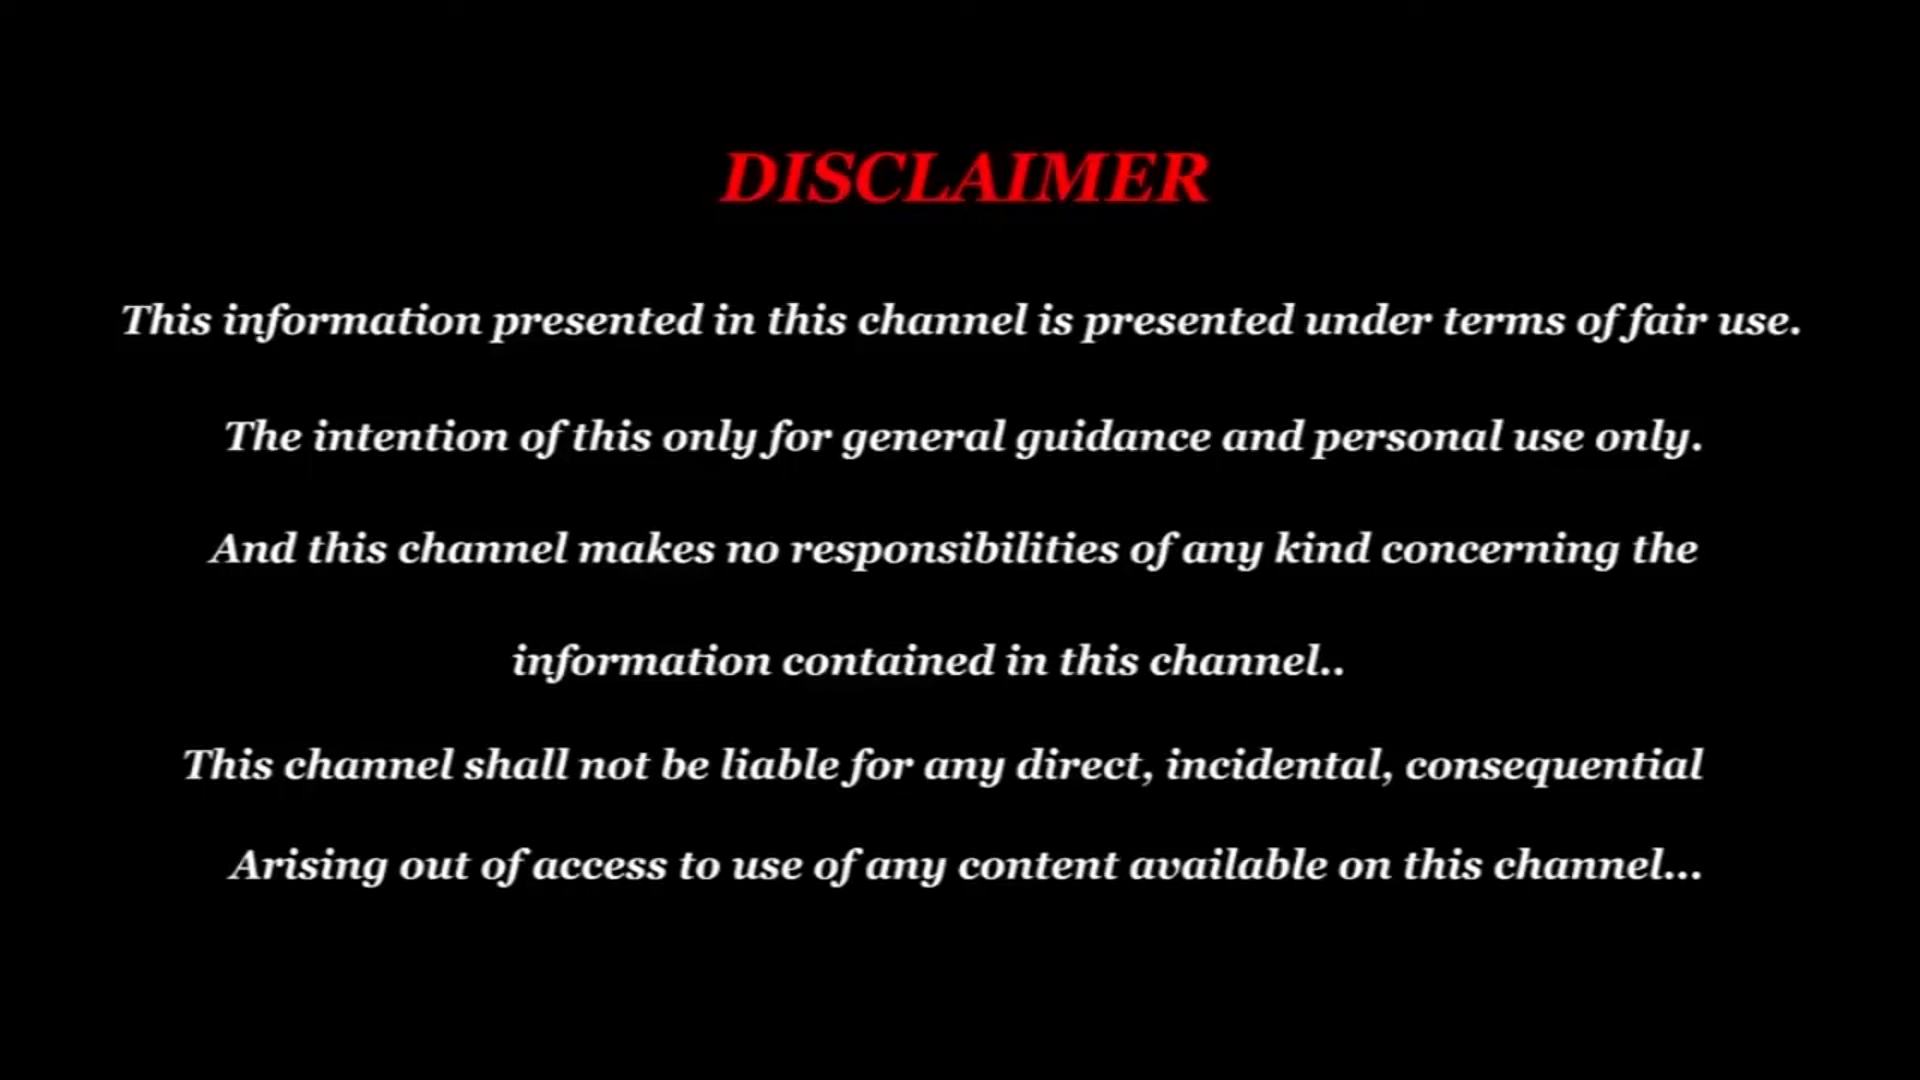 DISCLAIMER
This information presented in this channel is presented under terms of fair use.
The intention of this only for general guidance and personal use only.
And this channel makes no responsibilities of any kind concerning the
information contained in this channel..
This channel shall not be liable for any direct, incidental, consequential
Arising out of access to use of any content available on this channel...